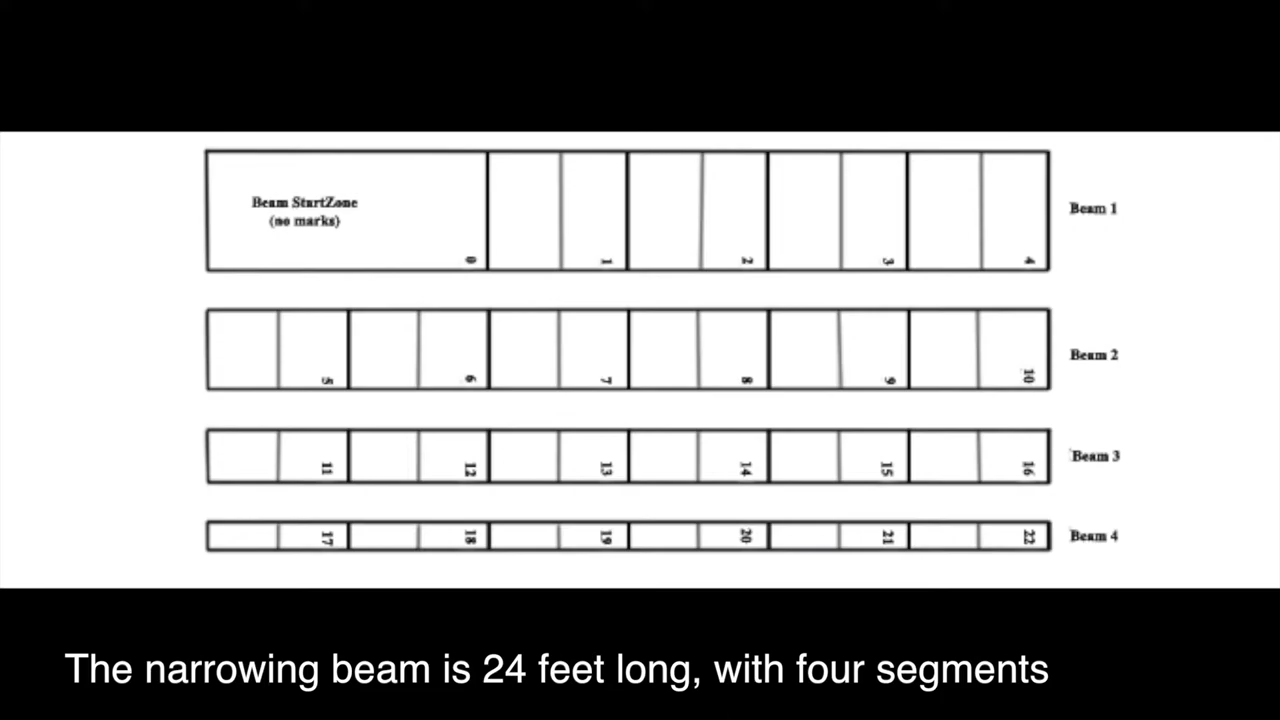 Beam StartZone
(no marks)
0 1 2 3 4
Beam 1
5 6 7 8 9 10
Beam 2
11 12 13 14 15 16
Beam 3
17 18 19 20 21 22
Beam 4
The narrowing beam is 24 feet long, with four segments